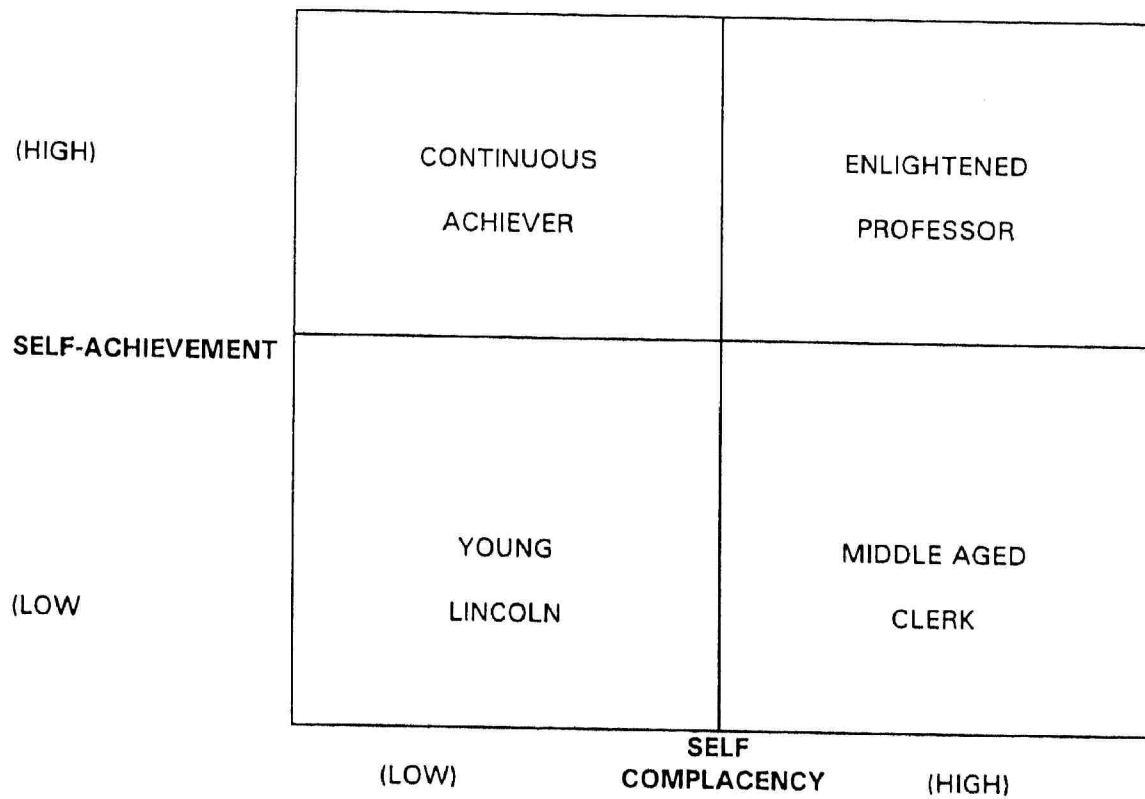 (HIGH)
CONTINUOUS
ACHIEVER
ENLIGHTENED
PROFESSOR
SELF-ACHIEVEMENT
(LOW
YOUNG
LINCOLN
MIDDLE AGED
CLERK
(LOW)
SELF
COMPLACENCY
(HIGH)